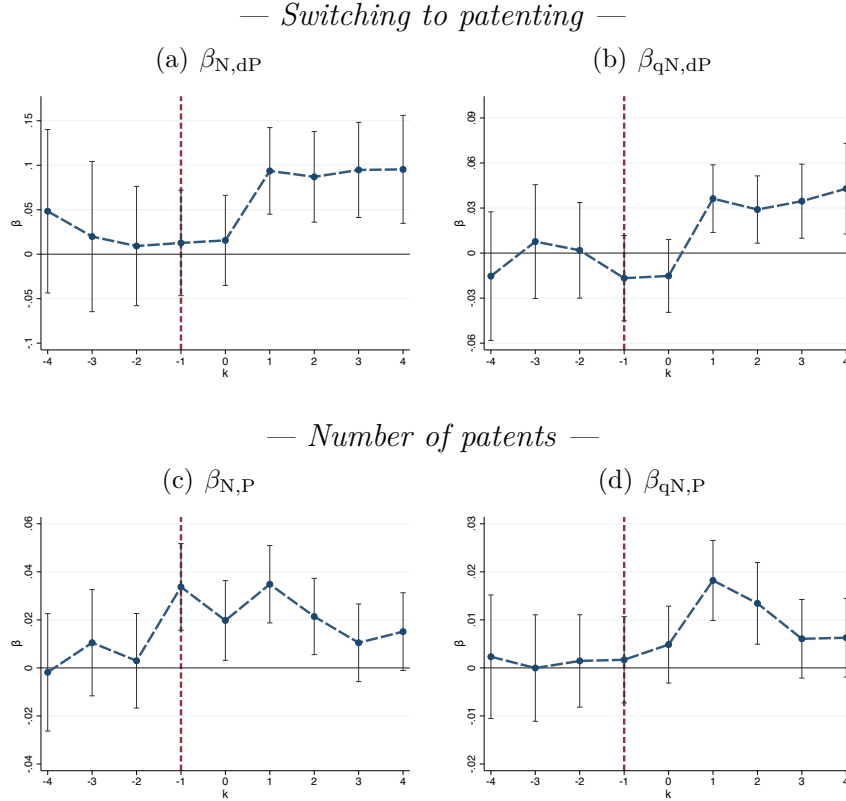 — Switching to patenting —
(a) βN,dP
(b) βqN,dP
.15
.1
.05
0
-.05
-.1
β
-4 -3 -2 -1 0 1 2 3 4
k
.09
.06
.03
0
-.03
-.06
β
-4 -3 -2 -1 0 1 2 3 4
k
— Number of patents —
(c) βN,P
(d) βqN,P
.06
.04
.02
0
-.02
-.04
β
-4 -3 -2 -1 0 1 2 3 4
k
.03
.02
.01
0
-.01
-.02
β
-4 -3 -2 -1 0 1 2 3 4
k